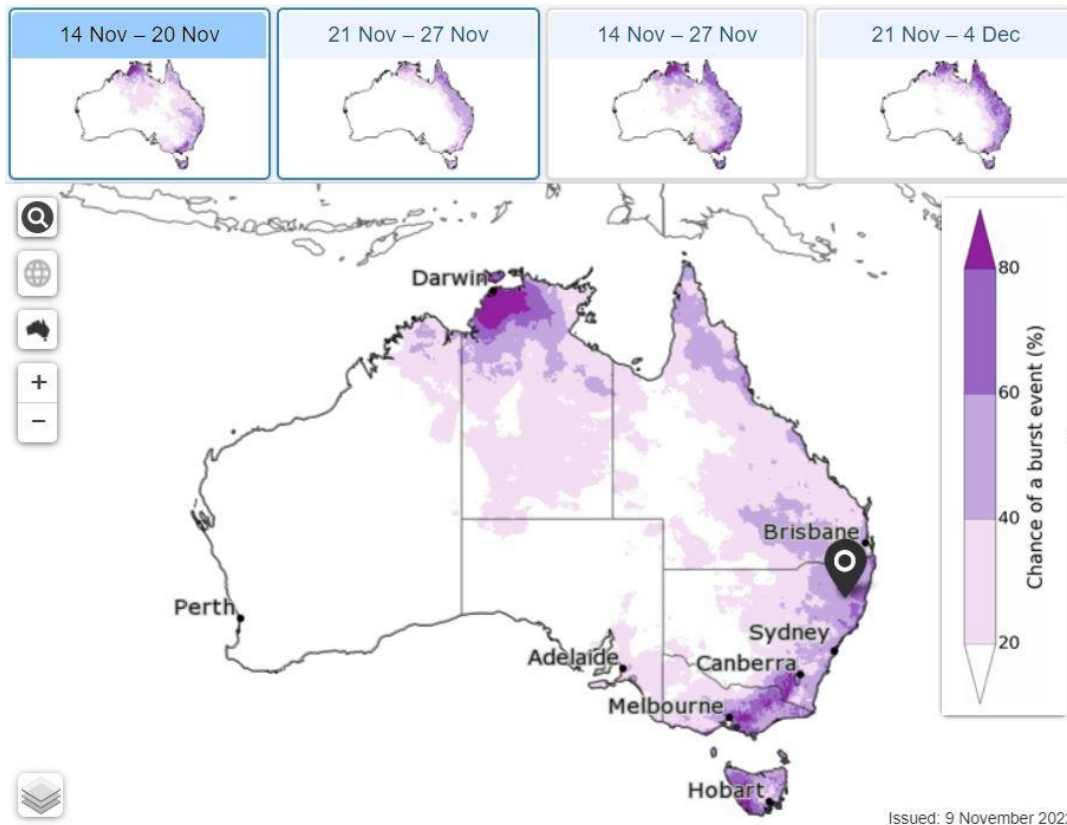 14 Nov – 20 Nov
21 Nov – 27 Nov
14 Nov – 27 Nov
21 Nov – 4 Dec
+
−
Darwin
Brisbane
Perth
Sydney
Adelaide
Canberra
Melbourne
Hobart
80
60
40
20
Chance of a burst event (%)
Issued: 9 November 202